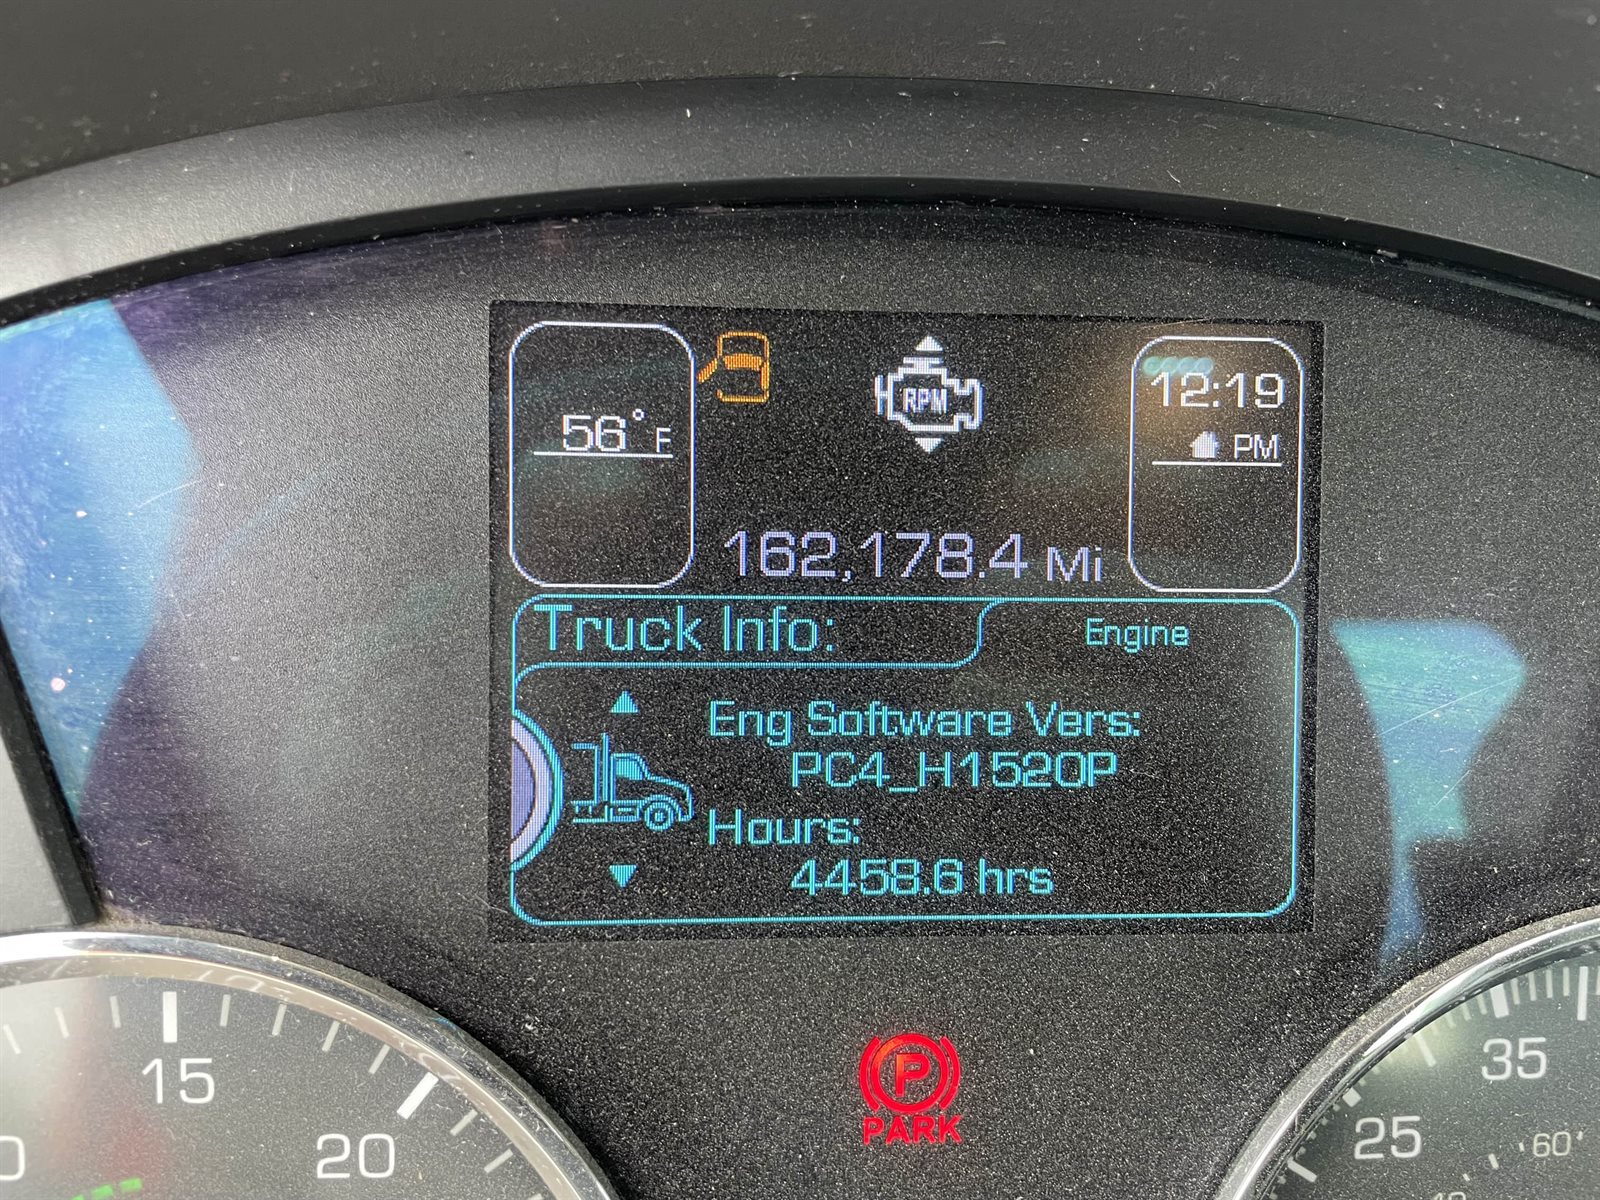 56°F
RPM
12:19
PM
162,178.4 Mi
Truck Info:
Engine
Eng Software Vers:
PC4_H1520P
Hours:
4458.6 hrs
P
PARK
15
20
35
25
60